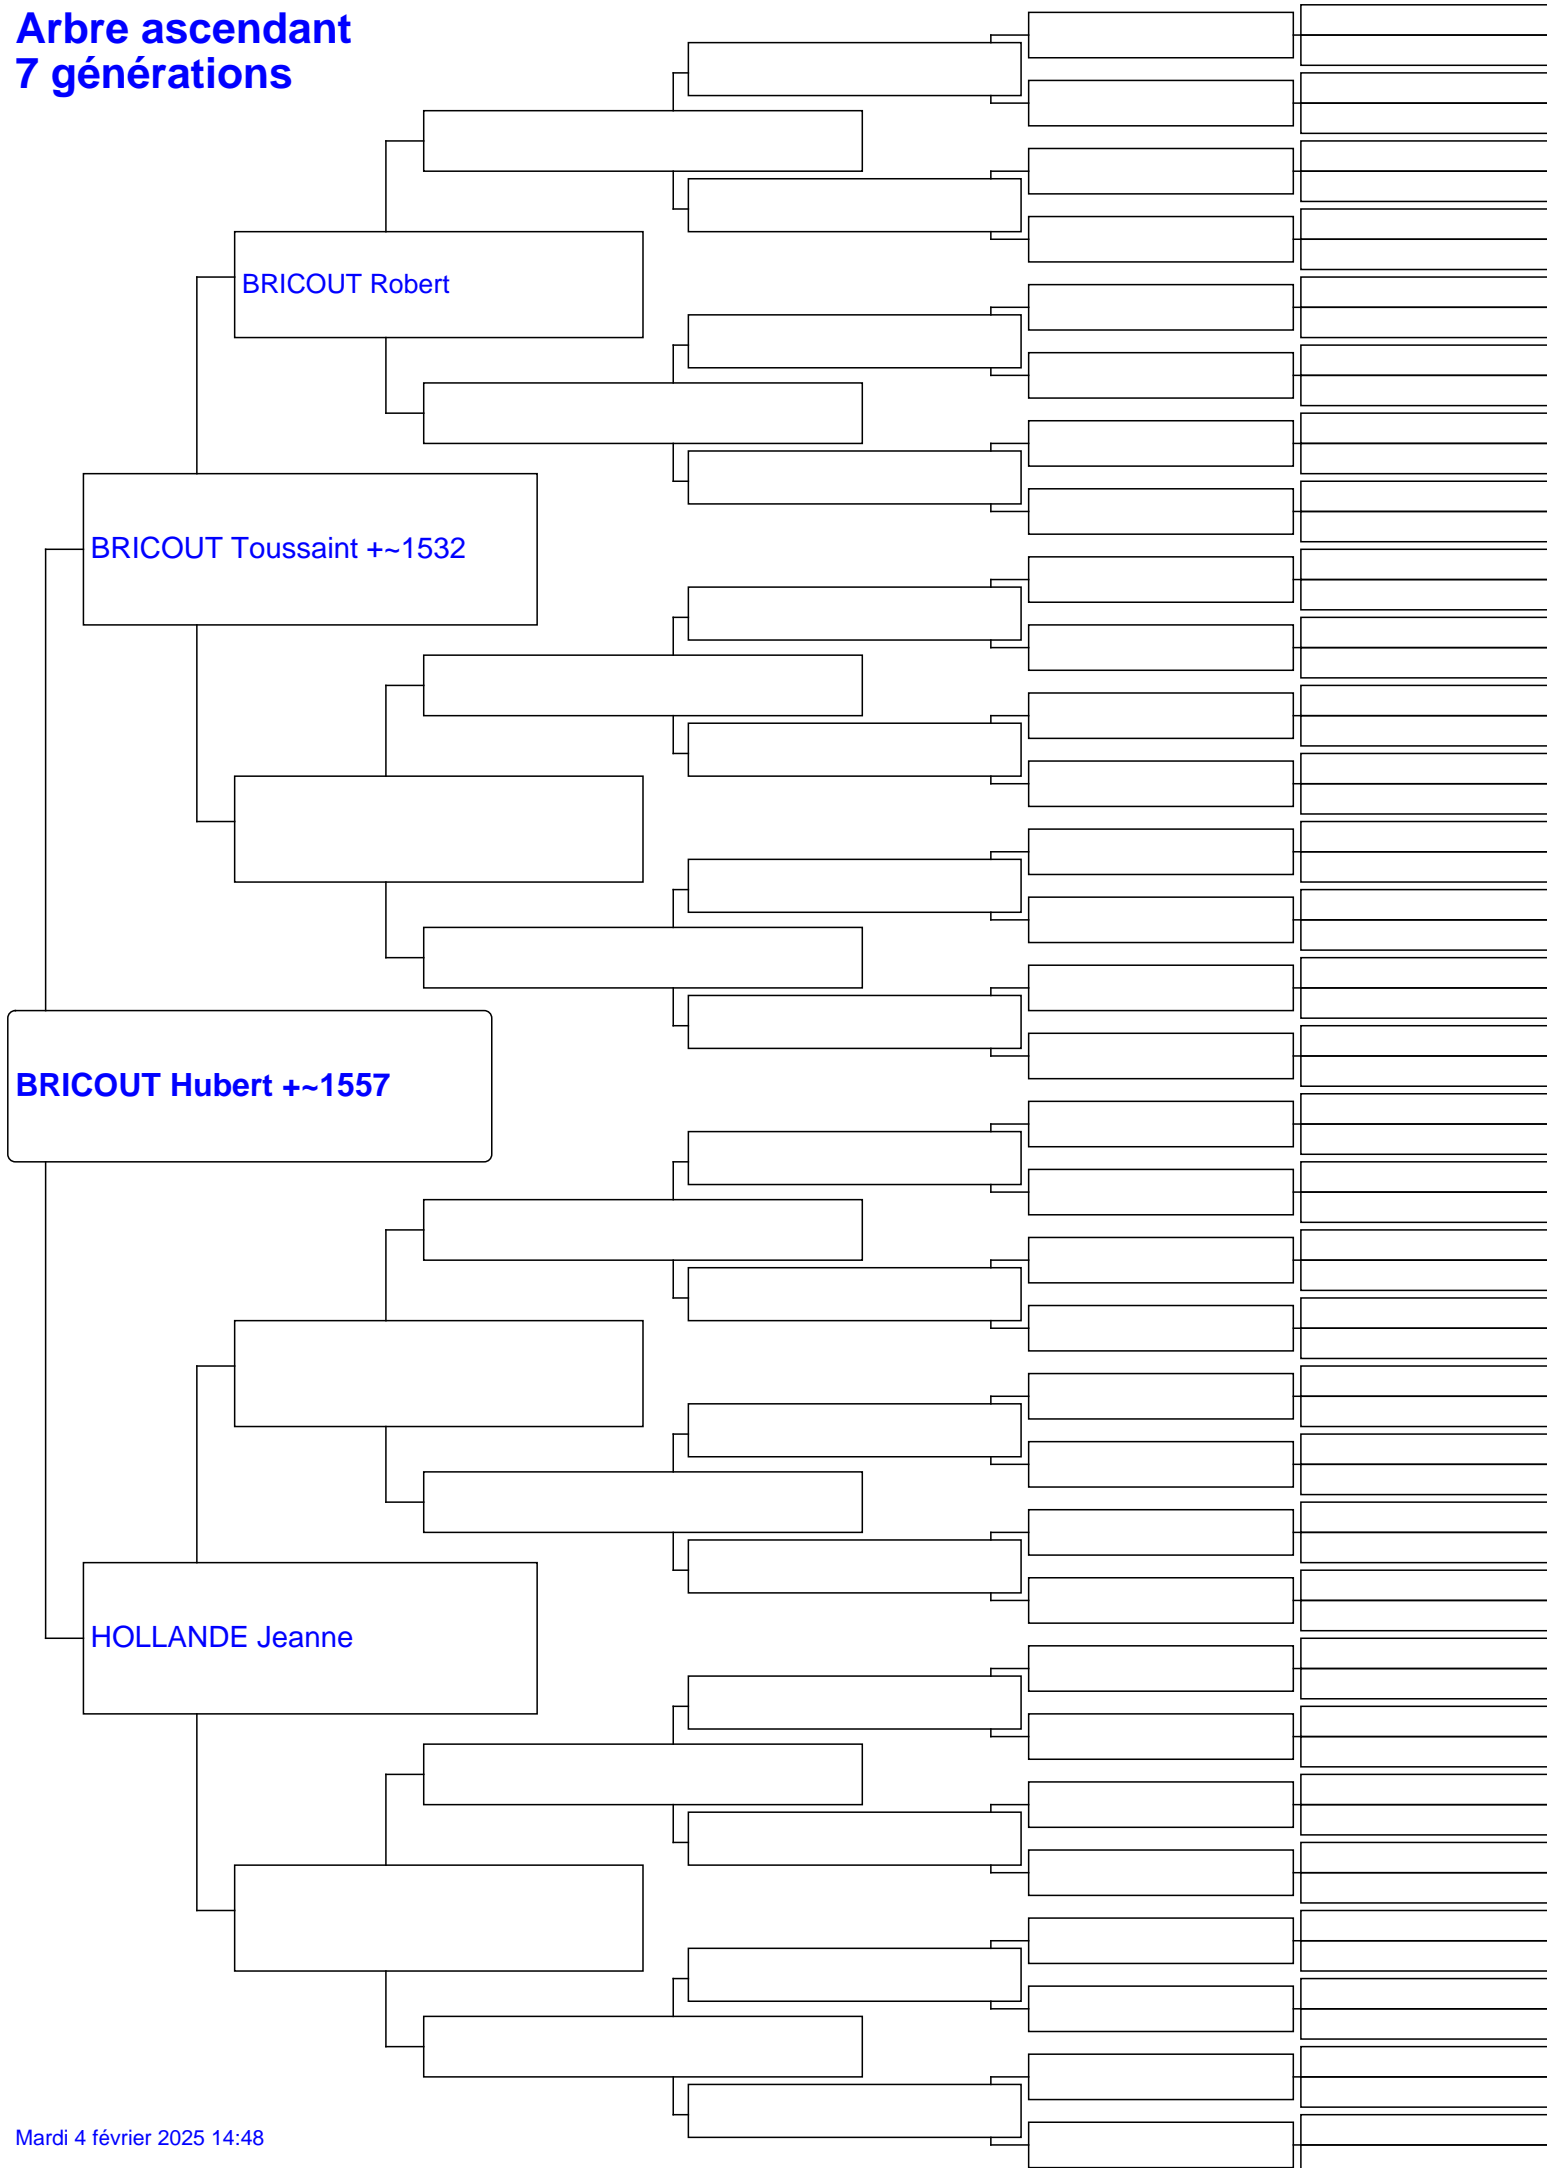 Arbre ascendant
7 générations
BRICOUT Robert
BRICOUT Toussaint +~1532
BRICOUT Hubert +~1557
HOLLANDE Jeanne
Mardi 4 février 2025 14:48